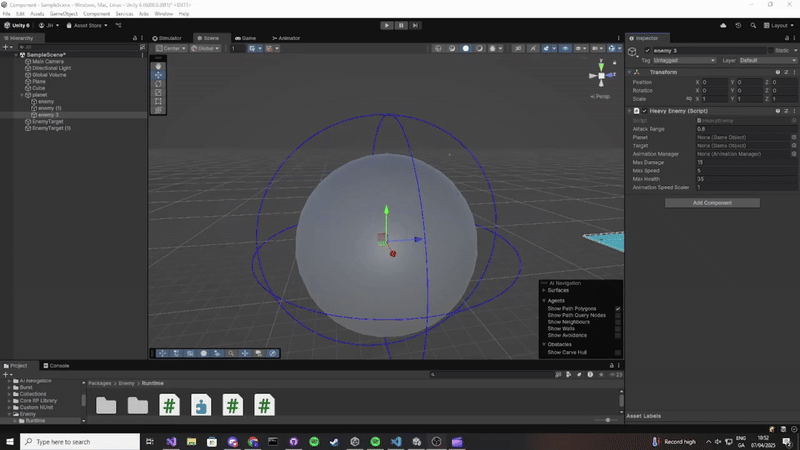 Component - SampleScene - Windows, Mac, Linux - Unity 6
File Edit Assets GameObject Component Services Jobs Window Help
Unity 6 JH Asset Store
Layout
Hierarchy
All
SampleScene*
Main Camera
Directional Light
Global Volume
Plane
Cube
planet
enemy
enemy (1)
enemy 3
EnemyTarget
EnemyTarget (1)
Simulator Scene Game Animator
Center Global 1
2D
Persp
AI Navigation
Surfaces
Agents
Show Path Polygons
Show Path Query Nodes
Show Neighbours
Show Walls
Show Avoidance
Obstacles
Show Carve Hull
Inspector
enemy 3 Static
Tag Untagged Layer Default
Transform
Position X 0 Y 0 Z 0
Rotation X 0 Y 0 Z 0
Scale X 1 Y 1 Z 1
Heavy Enemy (Script)
Script HeavyEnemy
Attack Range 0.8
Planet None (Game Object)
Target None (Game Object)
Animation Manager None (Animation Manager)
Max Damage 15
Max Speed 5
Max Health 35
Animation Speed Scaler 1
Add Component
Asset Labels
Project Console
AI Navigation
Burst
Collections
Core RP Library
Custom NUnit
Enemy
Runtime
Packages > Enemy > Runtime
Type here to search
Record high
ENG
GA
18:52
07/04/2025